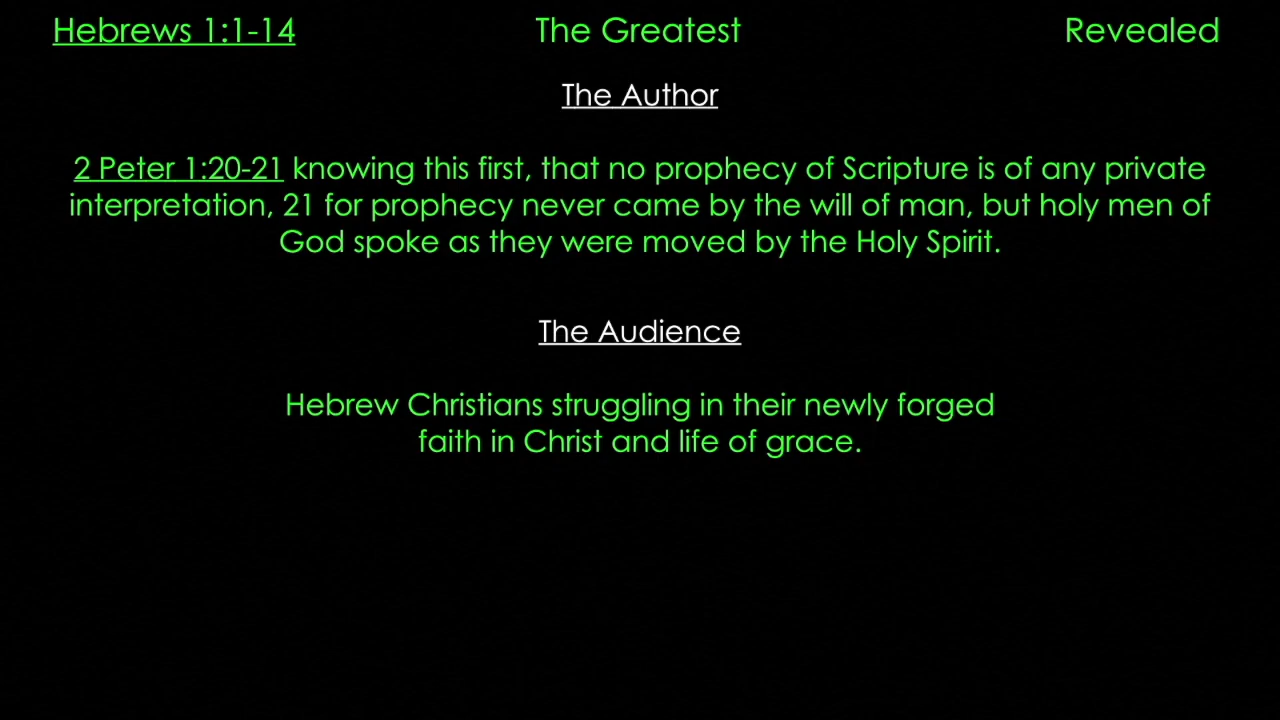 Hebrews 1:1-14 The Greatest Revealed
The Author
2 Peter 1:20-21 knowing this first, that no prophecy of Scripture is of any private
interpretation, 21 for prophecy never came by the will of man, but holy men of
God spoke as they were moved by the Holy Spirit.
The Audience
Hebrew Christians struggling in their newly forged
faith in Christ and life of grace.